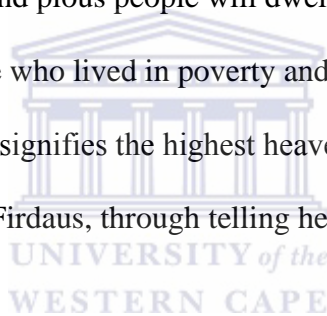 and pious people will dwel
who lived in poverty and
signifies the highest heave
Firdaus, through telling he
UNIVERSITY of the
WESTERN CAPE